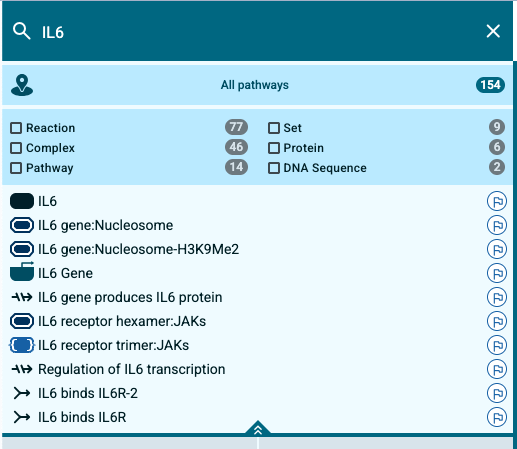 IL6
All pathways 154
Reaction 77 Set 9
Complex 46 Protein 6
Pathway 14 DNA Sequence 2
IL6
IL6 gene:Nucleosome
IL6 gene:Nucleosome-H3K9Me2
IL6 Gene
IL6 gene produces IL6 protein
IL6 receptor hexamer:JAKs
IL6 receptor trimer:JAKs
Regulation of IL6 transcription
IL6 binds IL6R-2
IL6 binds IL6R